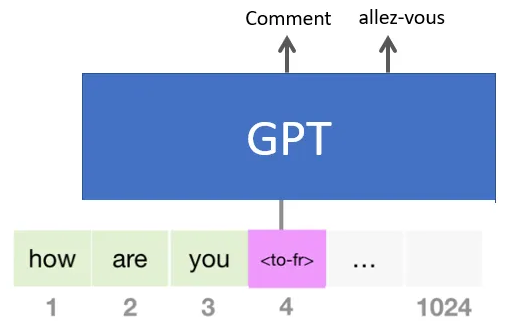 Comment allez-vous
GPT
how are you <to-fr> ...
1 2 3 4 1024